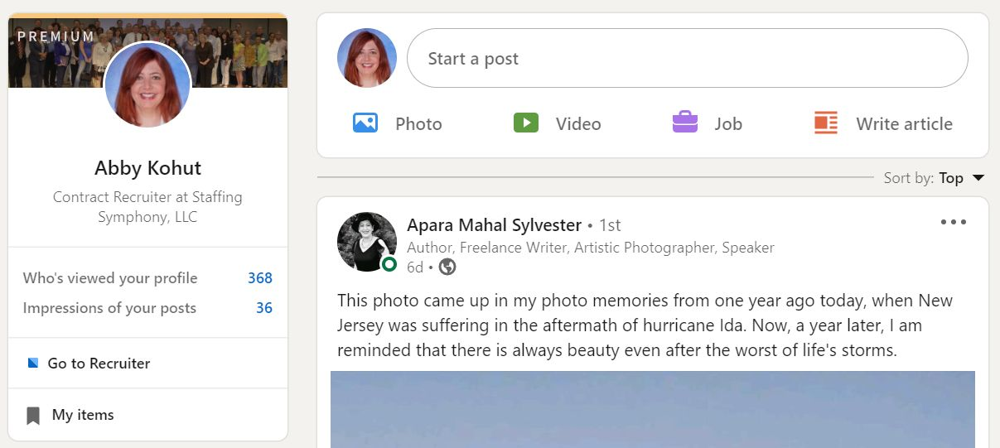 PREMIUM
Abby Kohut
Contract Recruiter at Staffing
Symphony, LLC
Who's viewed your profile 368
Impressions of your posts 36
Go to Recruiter
My items
Start a post
Photo Video Job Write article
Sort by: Top
Apara Mahal Sylvester • 1st
Author, Freelance Writer, Artistic Photographer, Speaker
6d •
This photo came up in my photo memories from one year ago today, when New
Jersey was suffering in the aftermath of hurricane Ida. Now, a year later, I am
reminded that there is always beauty even after the worst of life's storms.